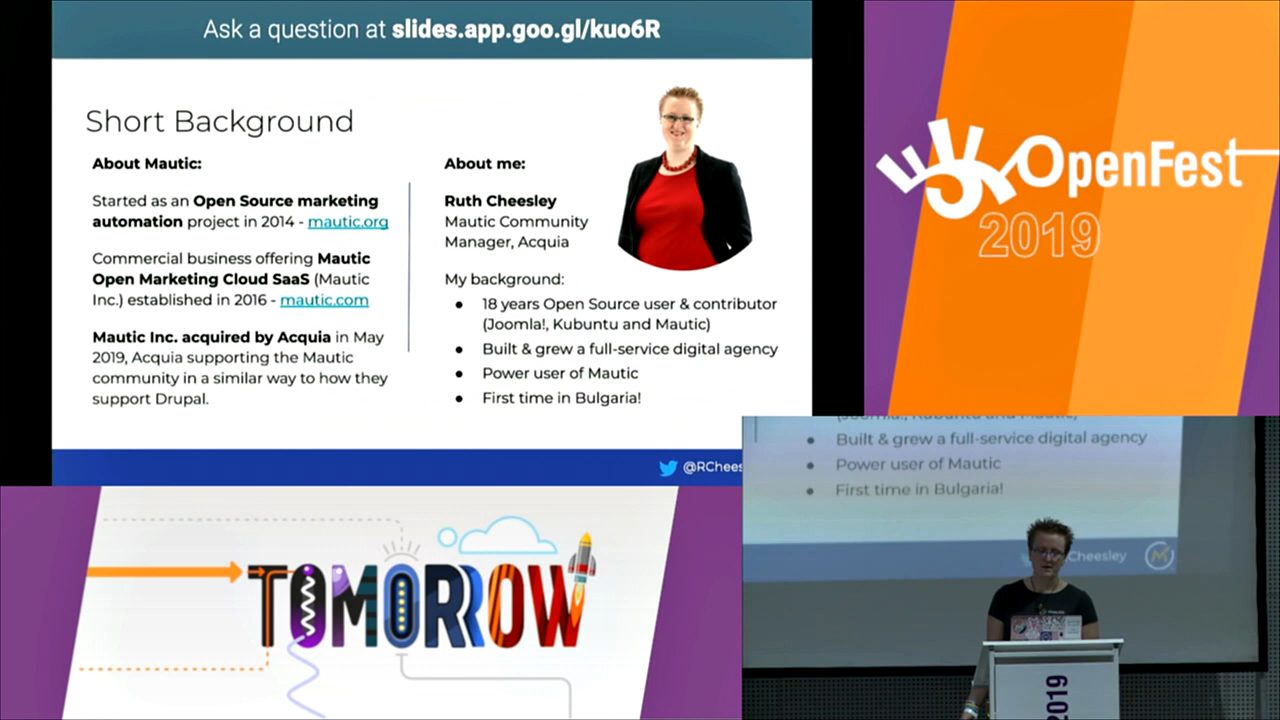 Ask a question at slides.app.goo.gl/kuo6R
Short Background
About Mautic:
Started as an Open Source marketing
automation project in 2014 - mautic.org
Commercial business offering Mautic
Open Marketing Cloud SaaS (Mautic
Inc.) established in 2016 - mautic.com
Mautic Inc. acquired by Acquia in May
2019, Acquia supporting the Mautic
community in a similar way to how they
support Drupal.
About me:
Ruth Cheesley
Mautic Community
Manager, Acquia
My background:
● 18 years Open Source user & contributor
(Joomla!, Kubuntu and Mautic)
● Built & grew a full-service digital agency
● Power user of Mautic
● First time in Bulgaria!
@RChees
OpenFest
2019
TOMORROW
(Joomla!, Kubuntu and Mautic)
● Built & grew a full-service digital agency
● Power user of Mautic
● First time in Bulgaria!
Cheesley
2019